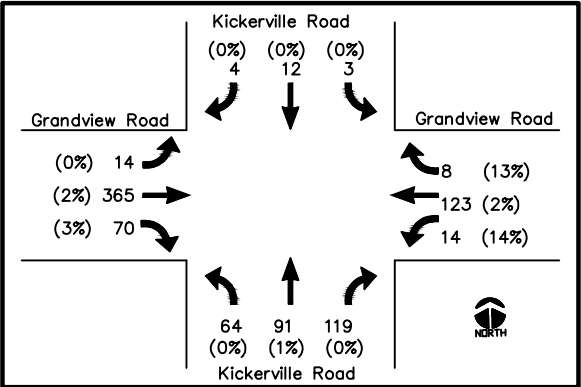 Kickerville Road
(0%) (0%) (0%)
4 12 3
Grandview Road
Grandview Road
(0%) 14
(2%) 365
(3%) 70
8 (13%)
123 (2%)
14 (14%)
64 91 119
(0%) (1%) (0%)
Kickerville Road
NORTH